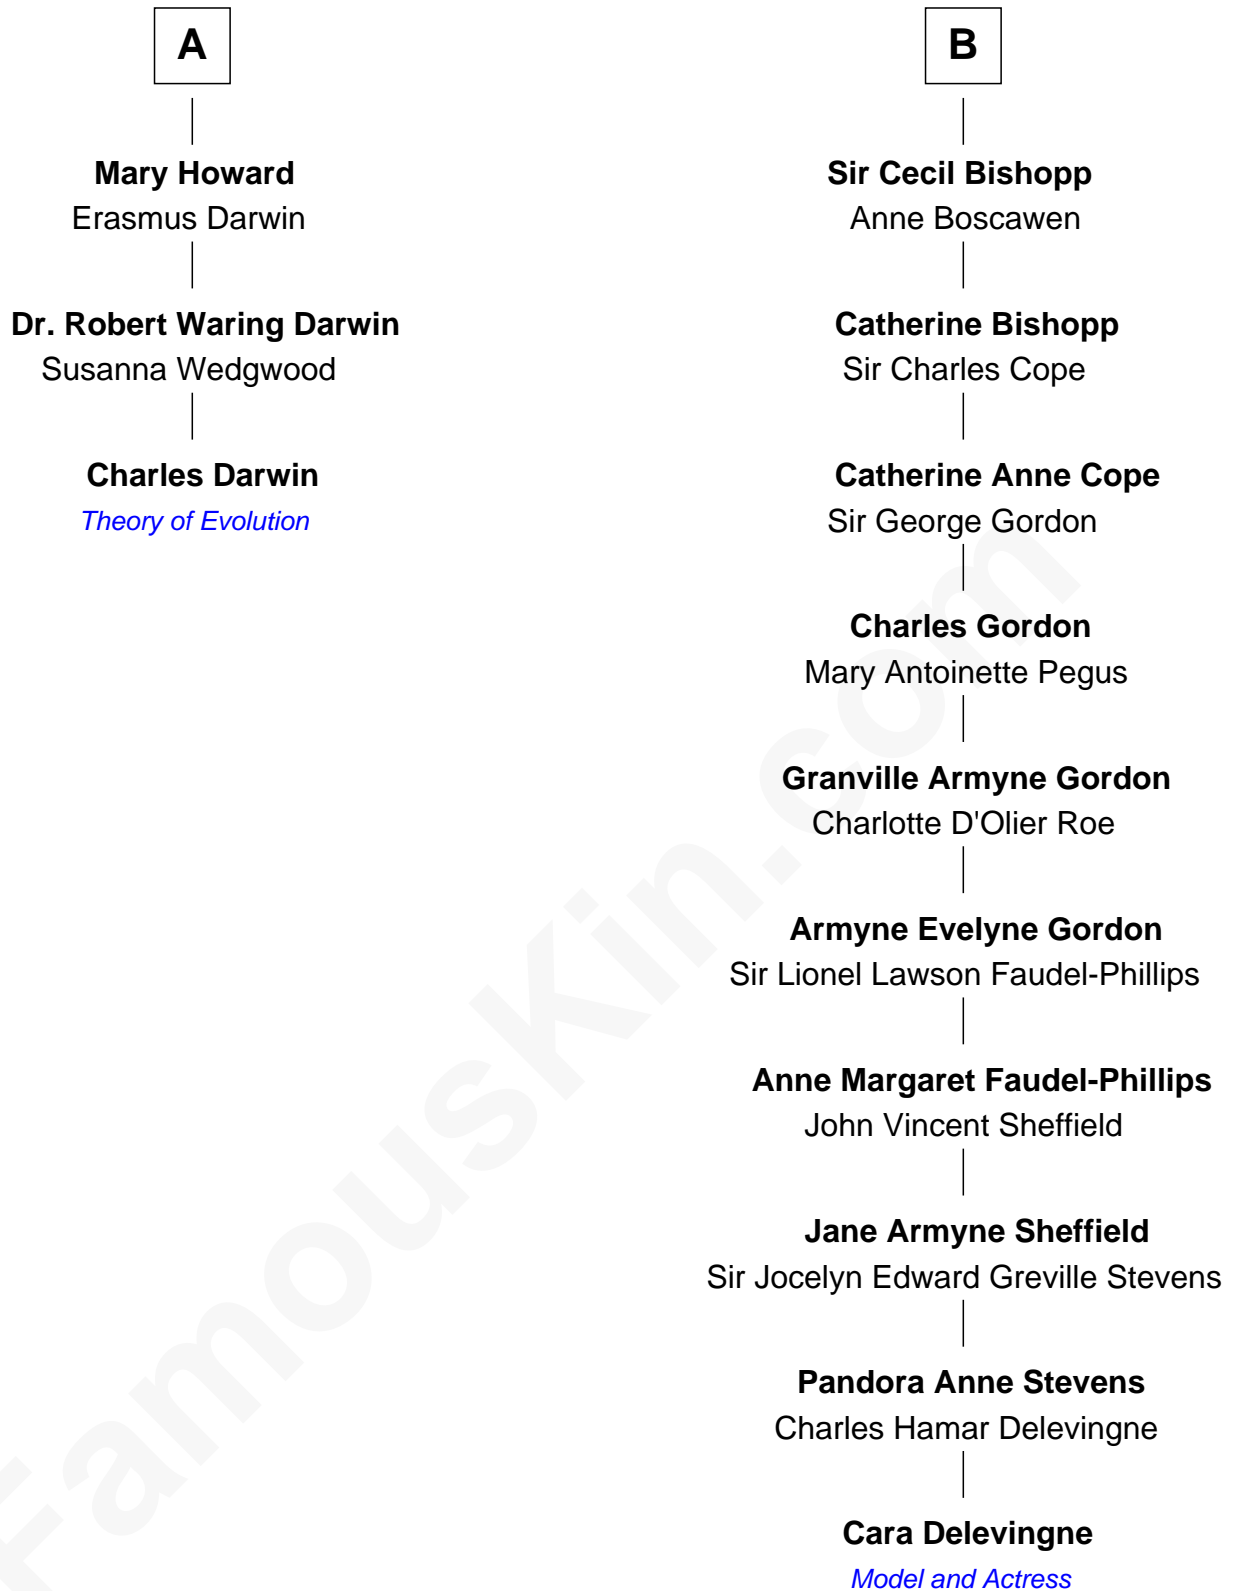 A
Mary Howard
Erasmus Darwin
Dr. Robert Waring Darwin
Susanna Wedgwood
Charles Darwin
Theory of Evolution
B
Sir Cecil Bishopp
Anne Boscawen
Catherine Bishopp
Sir Charles Cope
Catherine Anne Cope
Sir George Gordon
Charles Gordon
Mary Antoinette Pegus
Granville Armyne Gordon
Charlotte D'Olier Roe
Armyne Evelyne Gordon
Sir Lionel Lawson Faudel-Phillips
Anne Margaret Faudel-Phillips
John Vincent Sheffield
Jane Armyne Sheffield
Sir Jocelyn Edward Greville Stevens
Pandora Anne Stevens
Charles Hamar Delevingne
Cara Delevingne
Model and Actress
FamousKin.com